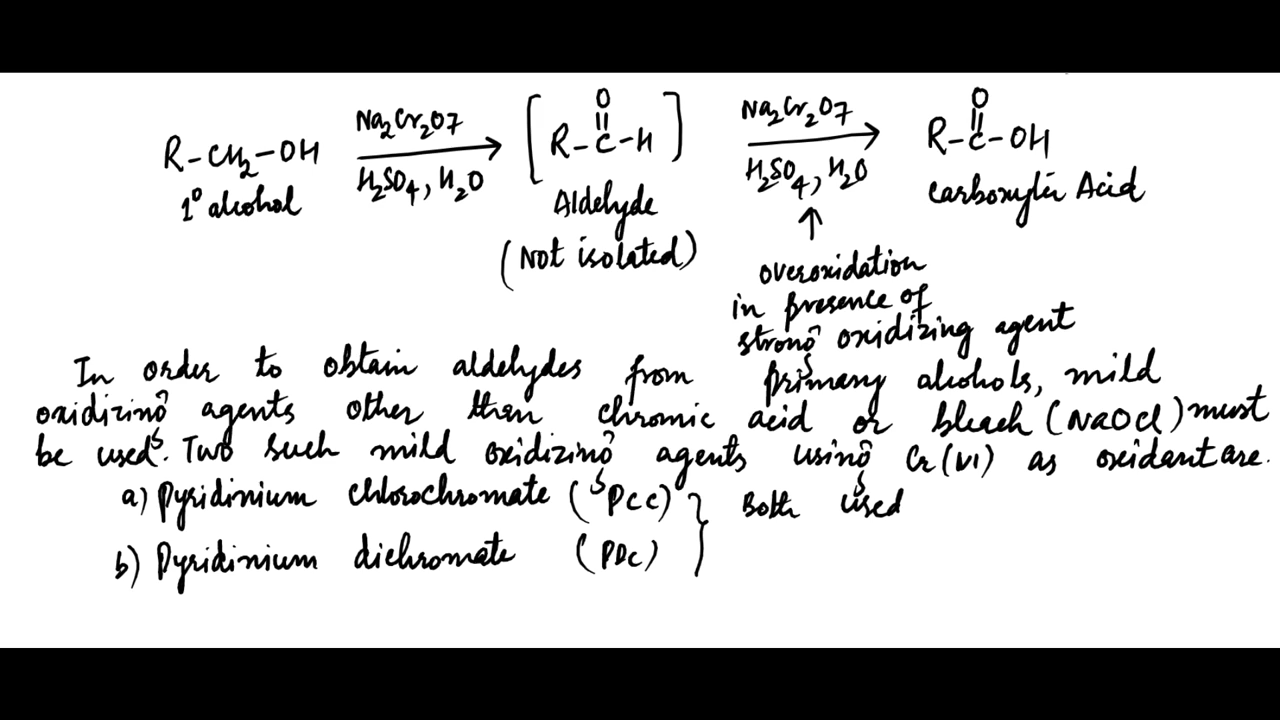 R-CH₂-OH Na₂Cr₂O7 H₂SO₄, H₂O [R-C(=O)-H] Na₂Cr₂O7 H₂SO₄, H₂O R-C(=O)-OH
1° alcohol Aldehyde Carboxylic Acid
(Not isolated)
↑
overoxidation
in presence of
strong oxidizing agent
In order to obtain aldehydes from primary alcohols, mild
oxidizing agents other than chromic acid or bleach (NaOCl) must
be used. Two such mild oxidizing agents using Cr(VI) as oxidant are.
a) Pyridinium chlorochromate (PCC) } Both used
b) Pyridinium dichromate (PDC)